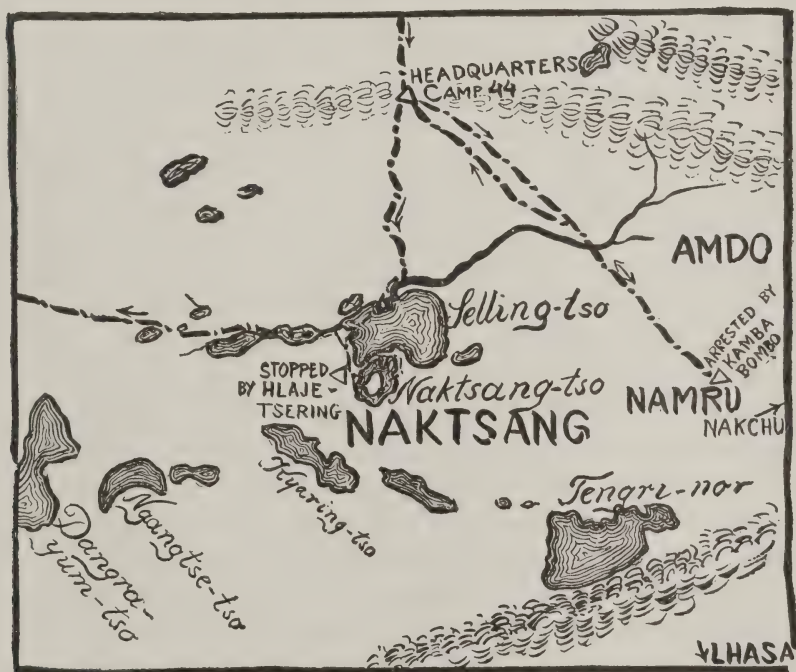 HEADQUARTERS
CAMP 44
AMDO
Selling-tso
ARRESTED BY
KAMBA
BOMBO
STOPPED
BY HLAJE-
TSERING
Naktsang-tso
NAKTSANG
NAMRU
NAKCHU
Kyaring-tso
Tengri-nor
Ngangtse-tso
Dangra-
yum-tso
LHASA